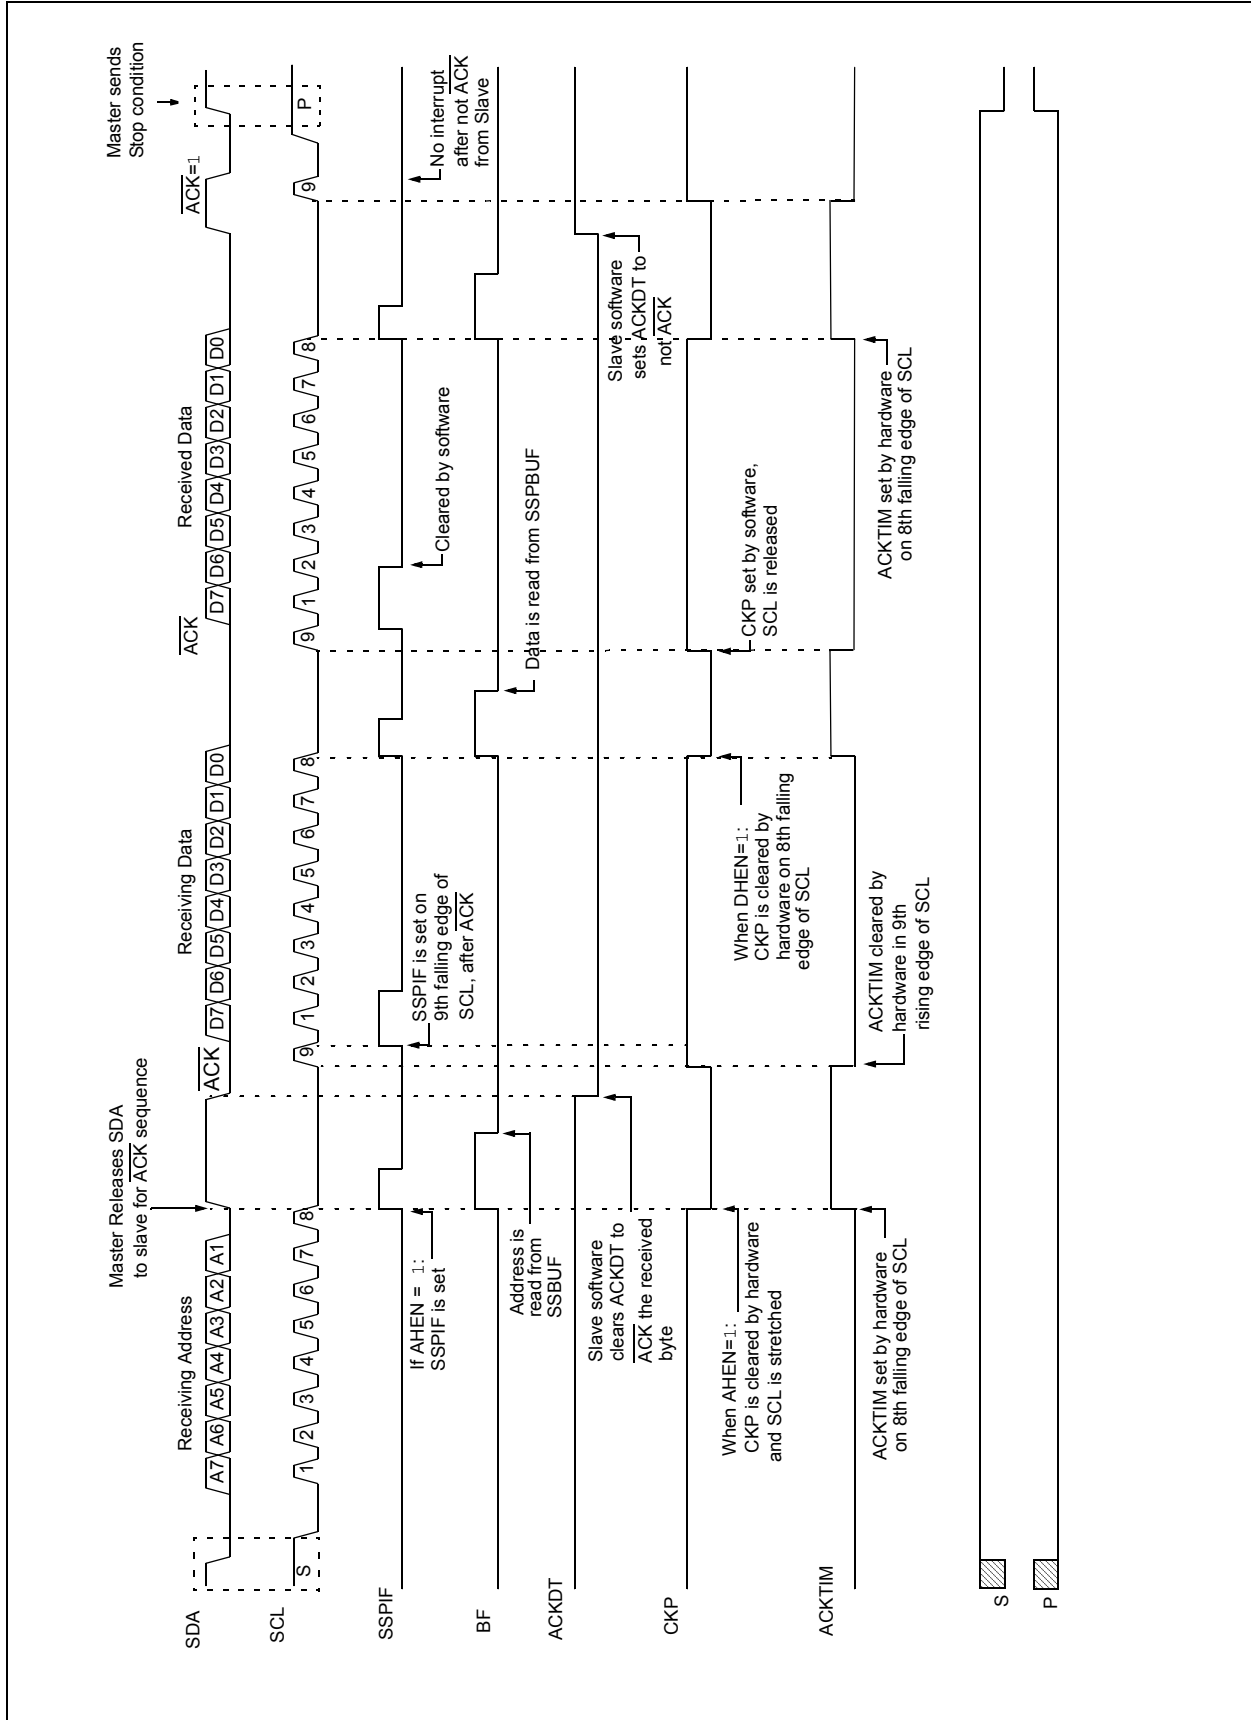 Master Releases SDA
to slave for ACK sequence
Master sends
Stop condition
Receiving Address
Receiving Data
Received Data
ACK
ACK
ACK=1
SDA
A7 A6 A5 A4 A3 A2 A1
D7 D6 D5 D4 D3 D2 D1 D0
D7 D6 D5 D4 D3 D2 D1 D0
SCL
S
1 2 3 4 5 6 7 8
9
1 2 3 4 5 6 7 8
9
1 2 3 4 5 6 7 8
9
P
SSPIF
If AHEN = 1:
SSPIF is set
SSPIF is set on
9th falling edge of
SCL, after ACK
Cleared by software
No interrupt
after not ACK
from Slave
BF
Address is
read from
SSBUF
Data is read from SSPBUF
ACKDT
Slave software
clears ACKDT to
ACK the received
byte
Slave software
sets ACKDT to
not ACK
CKP
When AHEN=1:
CKP is cleared by hardware
and SCL is stretched
When DHEN=1:
CKP is cleared by
hardware on 8th falling
edge of SCL
CKP set by software,
SCL is released
ACKTIM
ACKTIM set by hardware
on 8th falling edge of SCL
ACKTIM cleared by
hardware in 9th
rising edge of SCL
ACKTIM set by hardware
on 8th falling edge of SCL
S
P